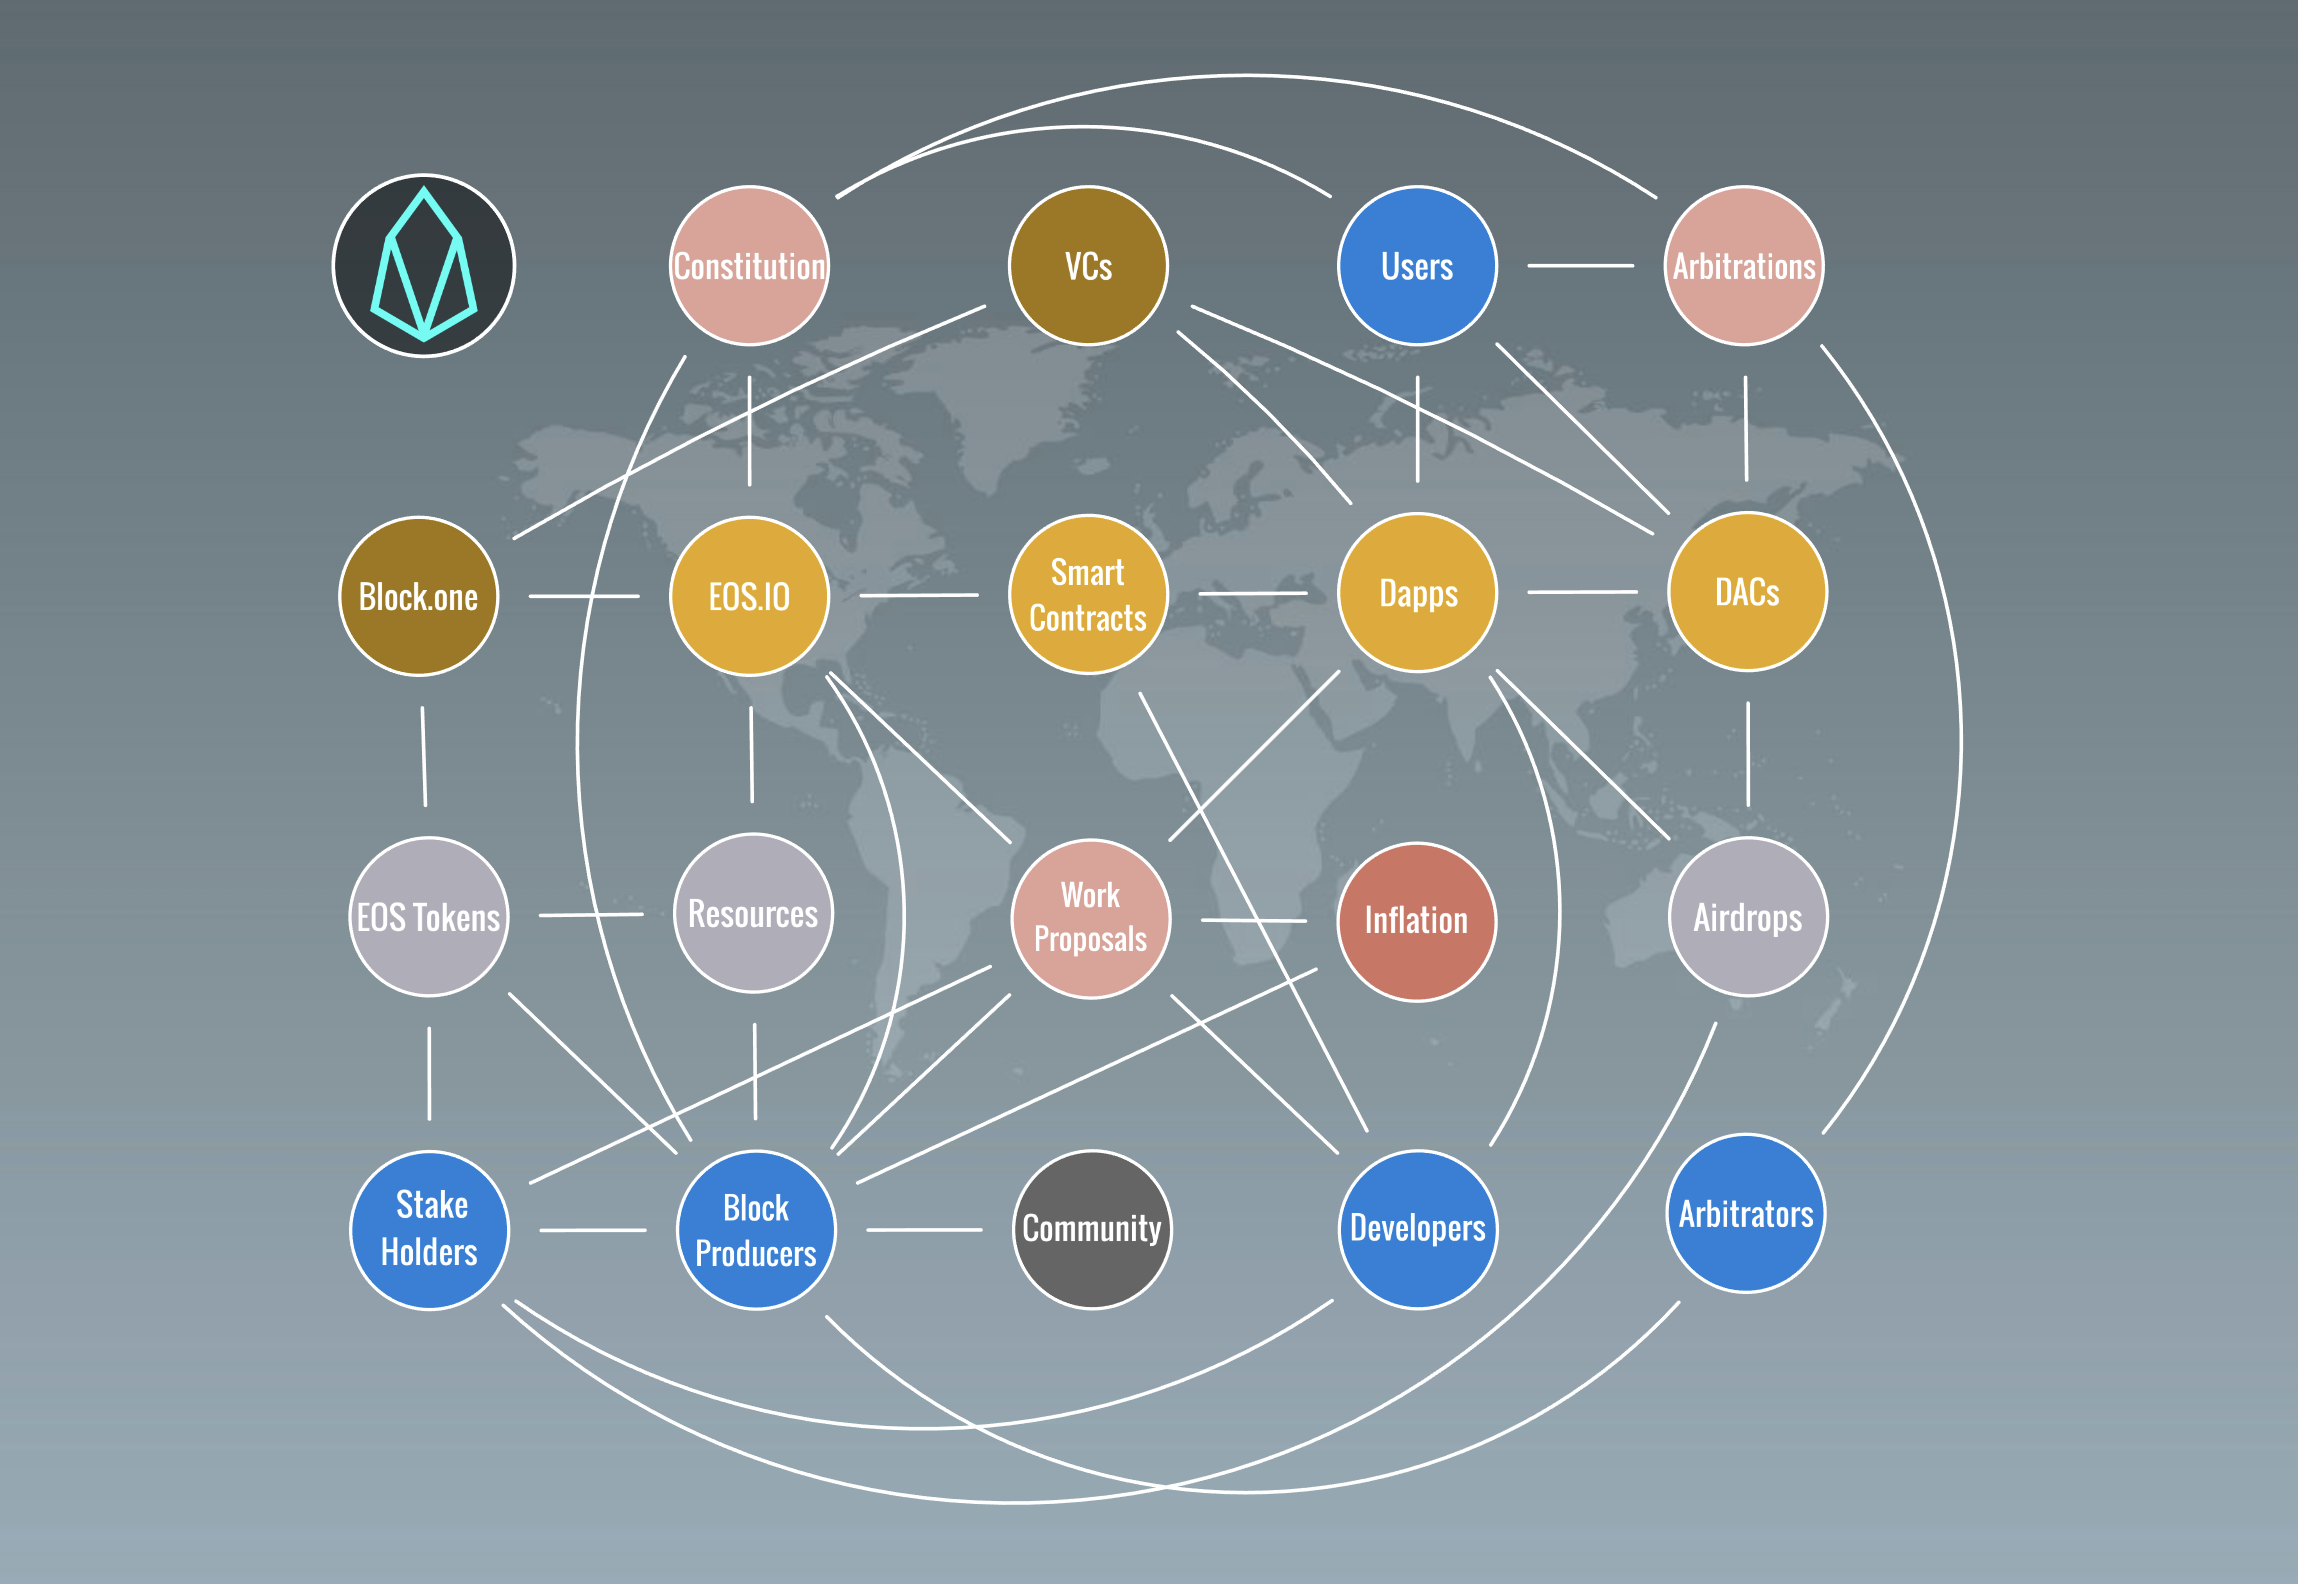 Constitution
VCs
Users
Arbitrations
Block.one
EOS.IO
Smart
Contracts
Dapps
DACs
EOS Tokens
Resources
Work
Proposals
Inflation
Airdrops
Stake
Holders
Block
Producers
Community
Developers
Arbitrators